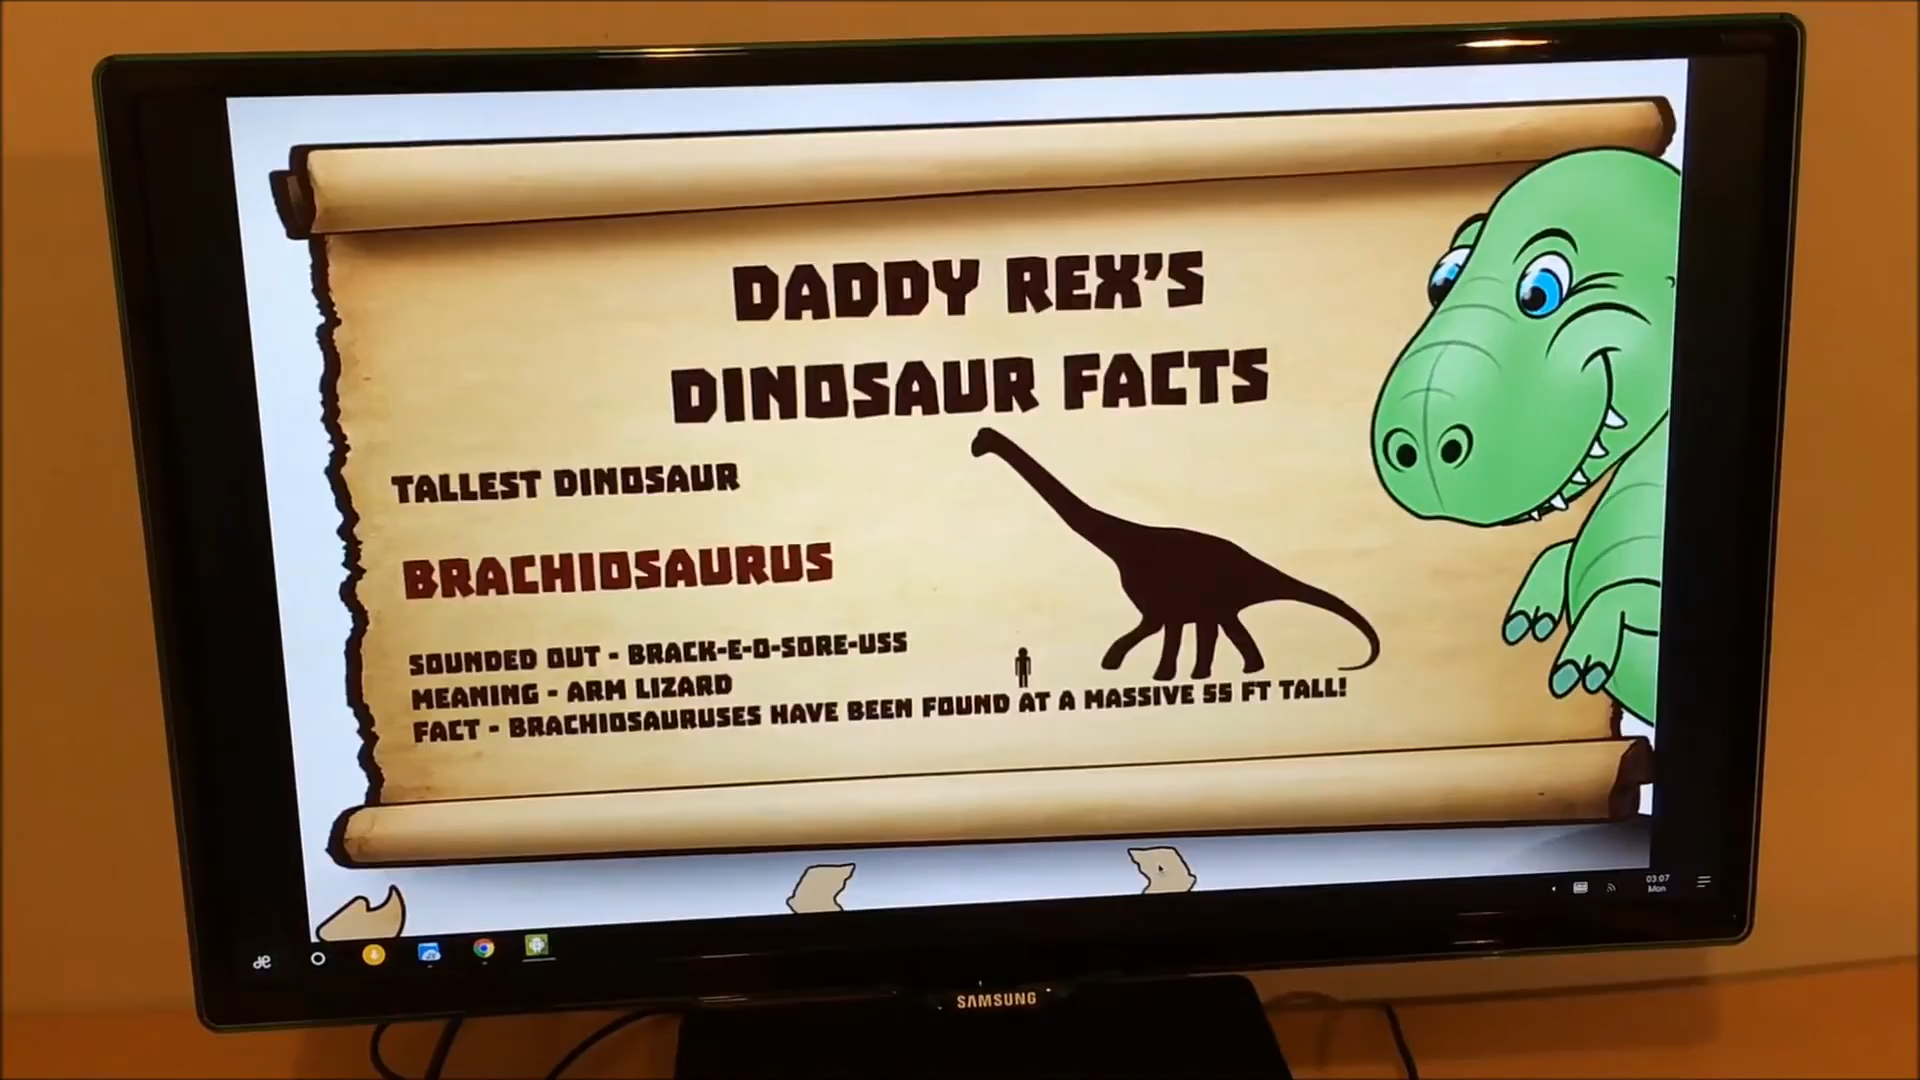 DADDY REX'S
DINOSAUR FACTS
TALLEST DINOSAUR
BRACHIOSAURUS
SOUNDED OUT - BRACK-E-O-SORE-USS
MEANING - ARM LIZARD
FACT - BRACHIOSAURUSES HAVE BEEN FOUND AT A MASSIVE 55 FT TALL!
03:07
Mon
SAMSUNG